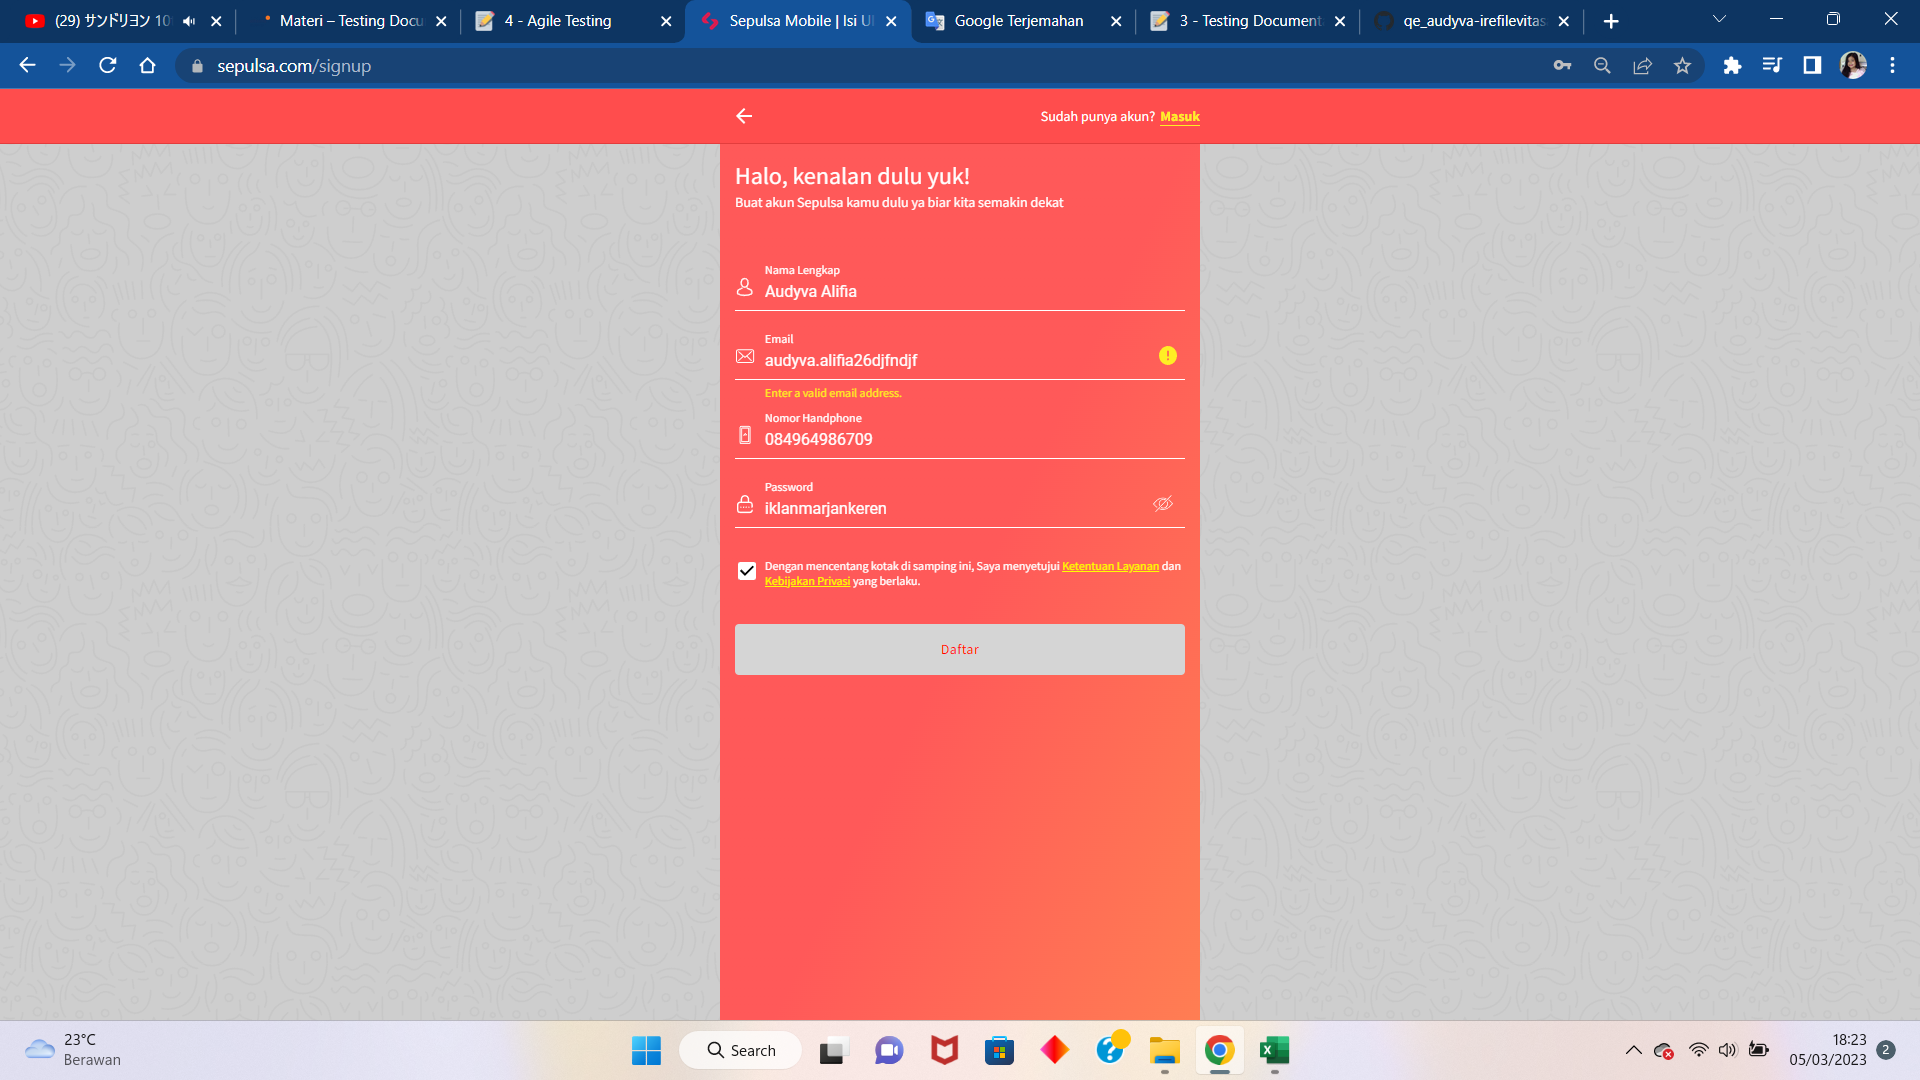 (29) サンドリヨン 10
Materi – Testing Docu
4 - Agile Testing
Sepulsa Mobile | Isi Ul
Google Terjemahan
3 - Testing Document
qe_audyva-irefilevitas
sepulsa.com/signup
Sudah punya akun? Masuk
Halo, kenalan dulu yuk!
Buat akun Sepulsa kamu dulu ya biar kita semakin dekat
Nama Lengkap
Audyva Alifia
Email
audyva.alifia26djfndjf
Enter a valid email address.
Nomor Handphone
084964986709
Password
iklanmarjankeren
Dengan mencentang kotak di samping ini, Saya menyetujui Ketentuan Layanan dan
Kebijakan Privasi yang berlaku.
Daftar
23°C
Berawan
Search
18:23
05/03/2023
2